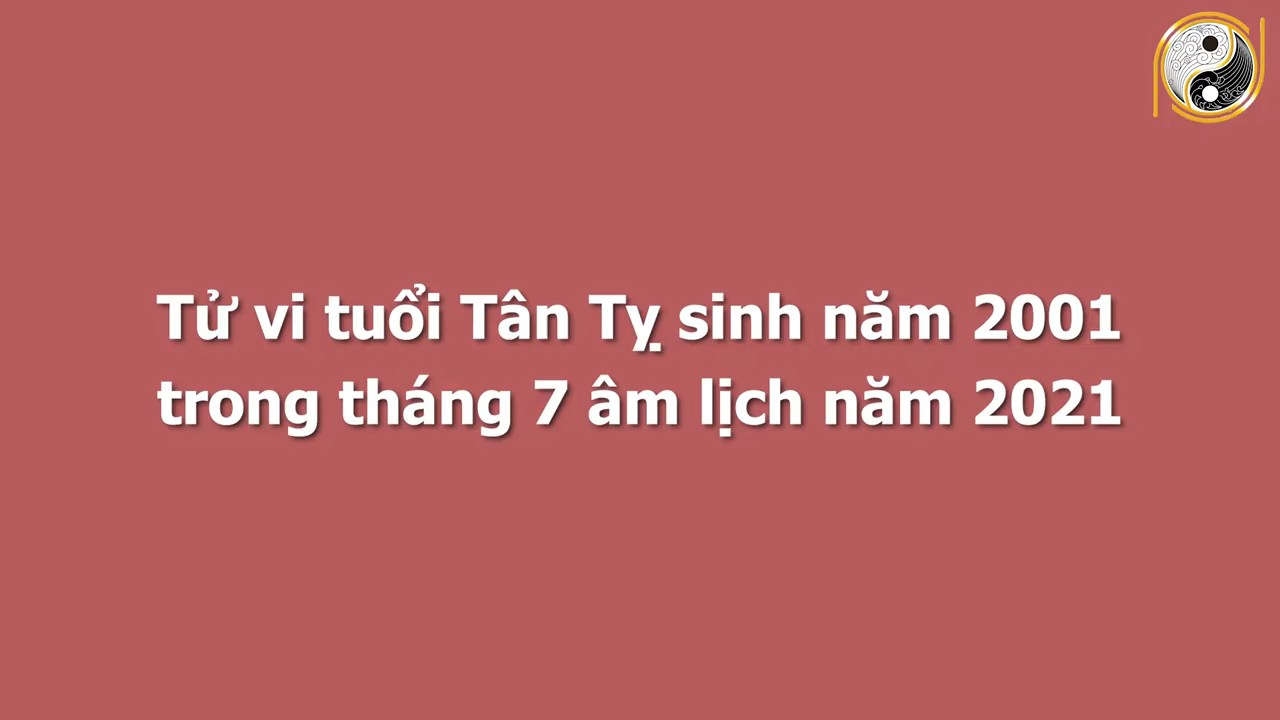 Tử vi tuổi Tân Tỵ sinh năm 2001
trong tháng 7 âm lịch năm 2021